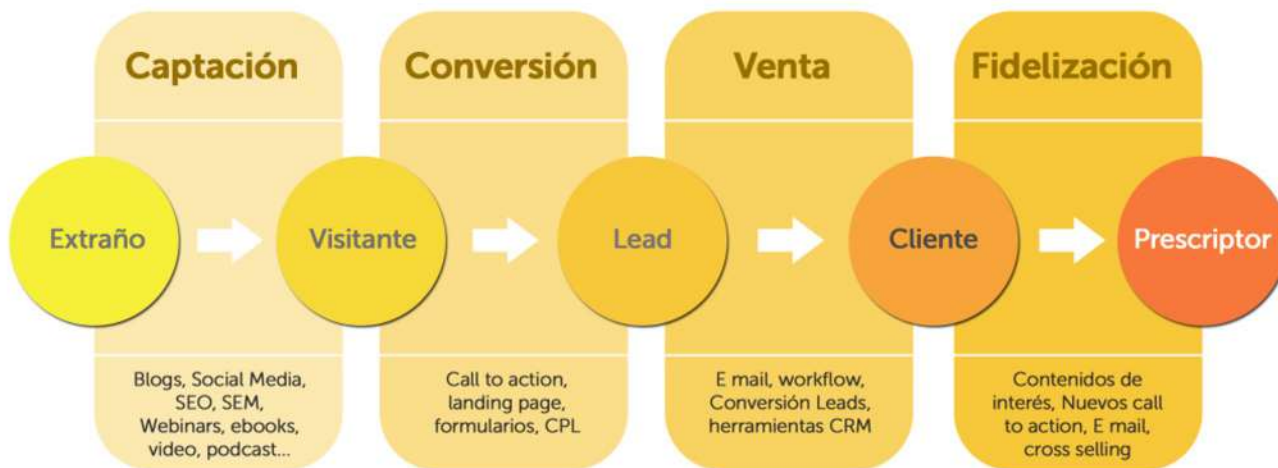 Captación
Conversión
Venta
Fidelización
Extraño
Visitante
Lead
Cliente
Prescriptor
Blogs, Social Media,
SEO, SEM,
Webinars, ebooks,
video, podcast...
Call to action,
landing page,
formularios, CPL
E mail, workflow,
Conversión Leads,
herramientas CRM
Contenidos de
interés, Nuevos call
to action, E mail,
cross selling